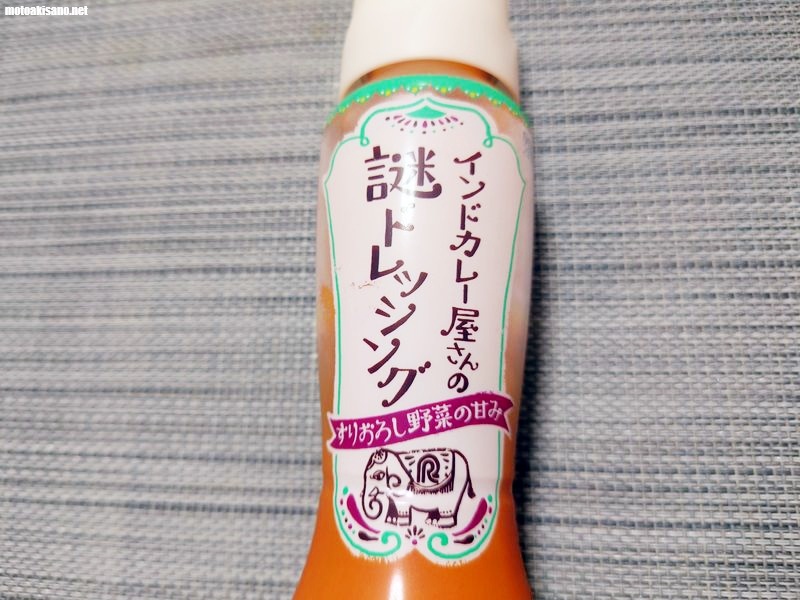 motoakisano.net
インドカレー屋さんの
謎ドレッシング
すりおろし野菜の甘み
R